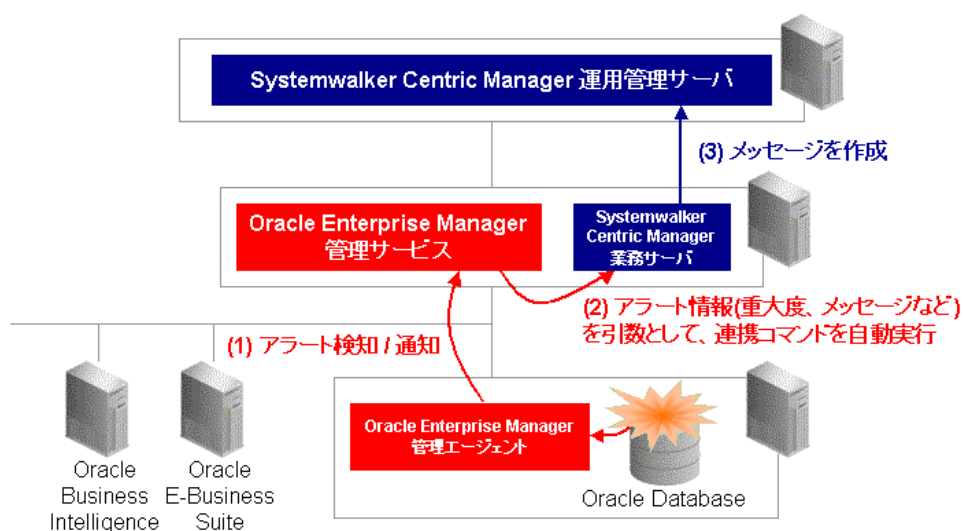 Systemwalker Centric Manager 運用管理サーバ
(3) メッセージを作成
Oracle Enterprise Manager
管理サービス
Systemwalker
Centric Manager
業務サーバ
(2) アラート情報(重大度、メッセージなど)
を引数として、連携コマンドを自動実行
(1) アラート検知 / 通知
Oracle Enterprise Manager
管理エージェント
Oracle Database
Oracle
Business
Intelligence
Oracle
E-Business
Suite